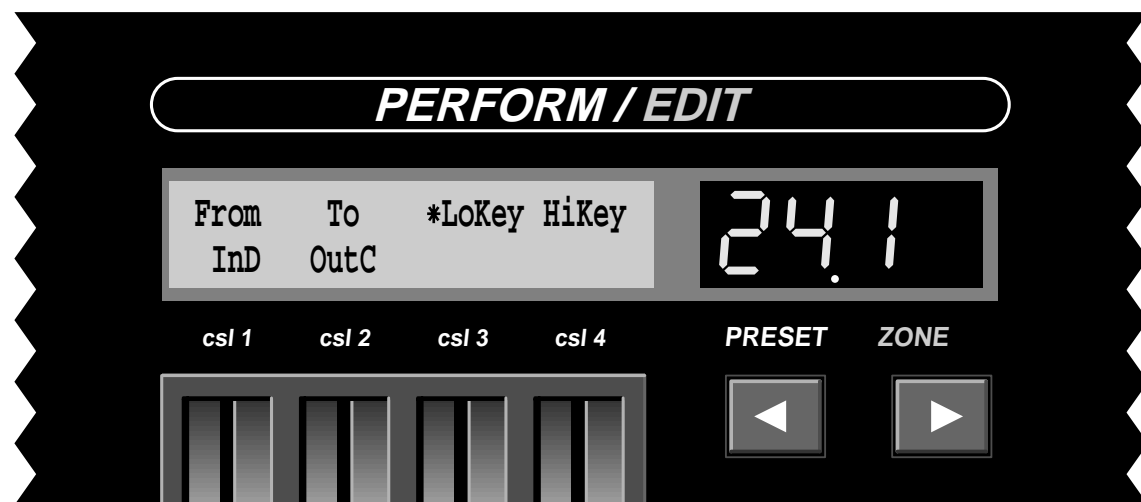 PERFORM / EDIT
From To *LoKey HiKey
InD OutC
24.1
csl 1 csl 2 csl 3 csl 4
PRESET ZONE